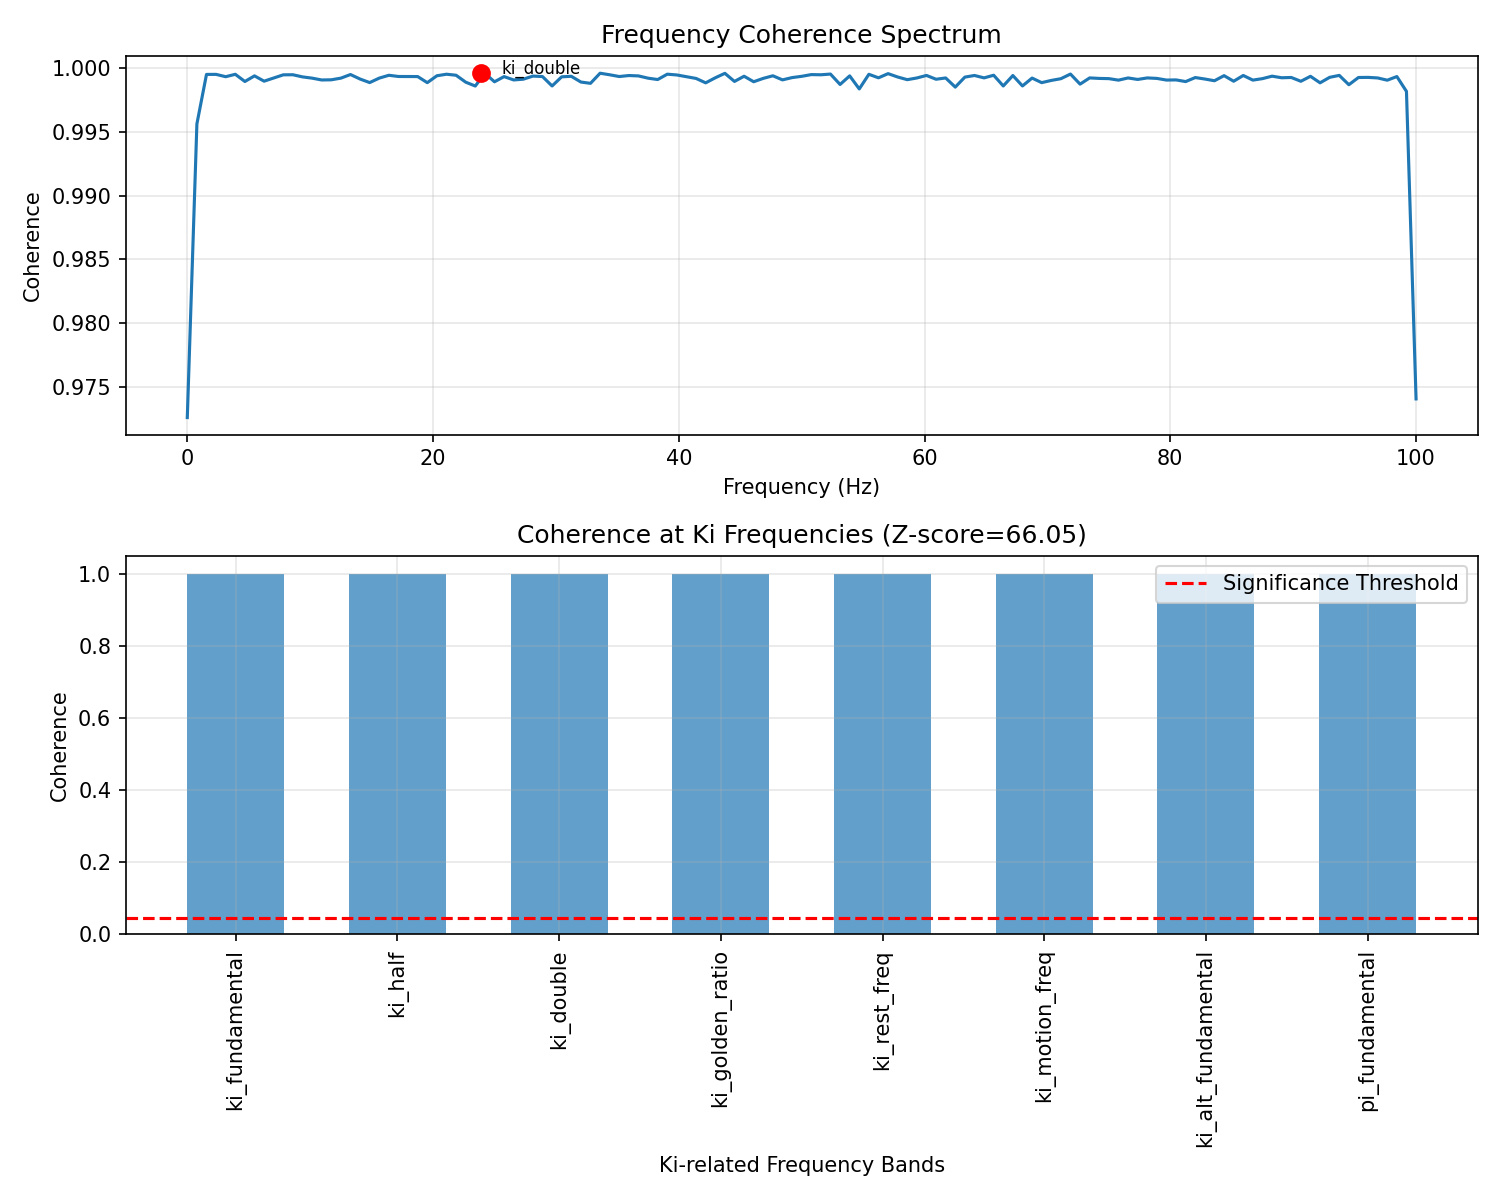 Frequency Coherence Spectrum
1.000
0.995
0.990
0.985
0.980
0.975
Coherence
ki_double
0 20 40 60 80 100
Frequency (Hz)
Coherence at Ki Frequencies (Z-score=66.05)
1.0
0.8
0.6
0.4
0.2
0.0
Coherence
Significance Threshold
ki_fundamental
ki_half
ki_double
ki_golden_ratio
ki_rest_freq
ki_motion_freq
ki_alt_fundamental
pi_fundamental
Ki-related Frequency Bands